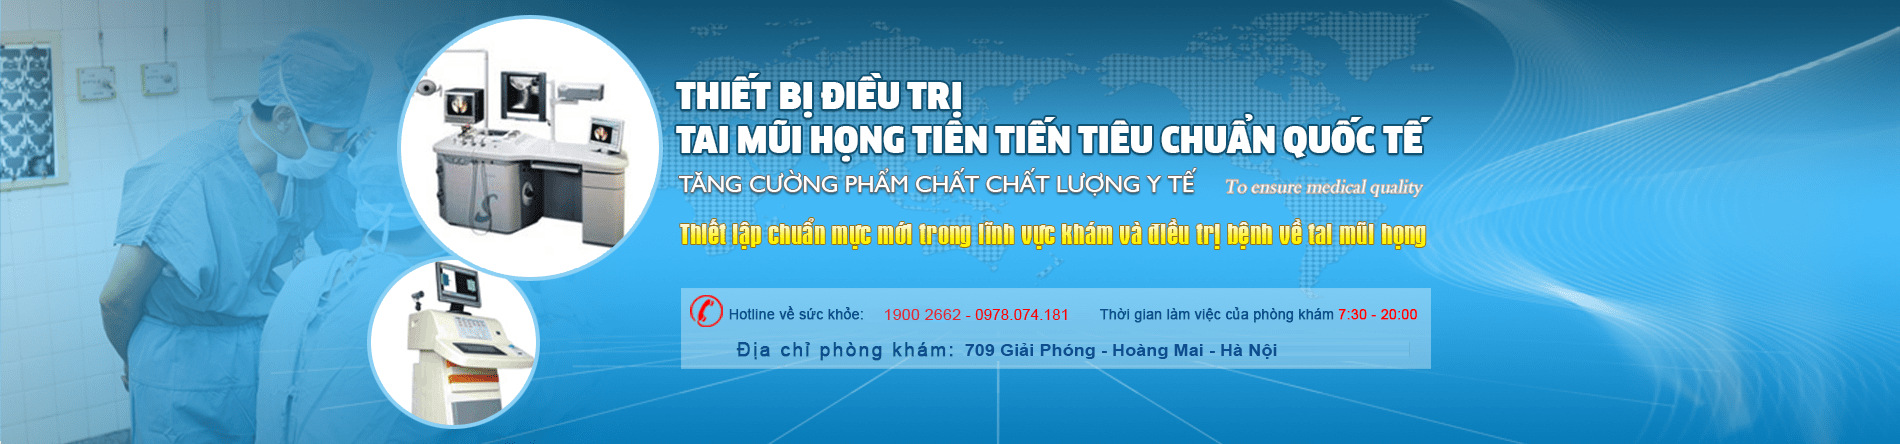 THIẾT BỊ ĐIỀU TRỊ
TAI MŨI HỌNG TIÊN TIẾN TIÊU CHUẨN QUỐC TẾ
TĂNG CƯỜNG PHẨM CHẤT CHẤT LƯỢNG Y TẾ To ensure medical quality
Thiết lập chuẩn mực mới trong lĩnh vực khám và điều trị bệnh về tai mũi họng
Hotline về sức khỏe: 1900 2662 - 0978.074.181 Thời gian làm việc của phòng khám 7:30 - 20:00
Địa chỉ phòng khám: 709 Giải Phóng - Hoàng Mai - Hà Nội